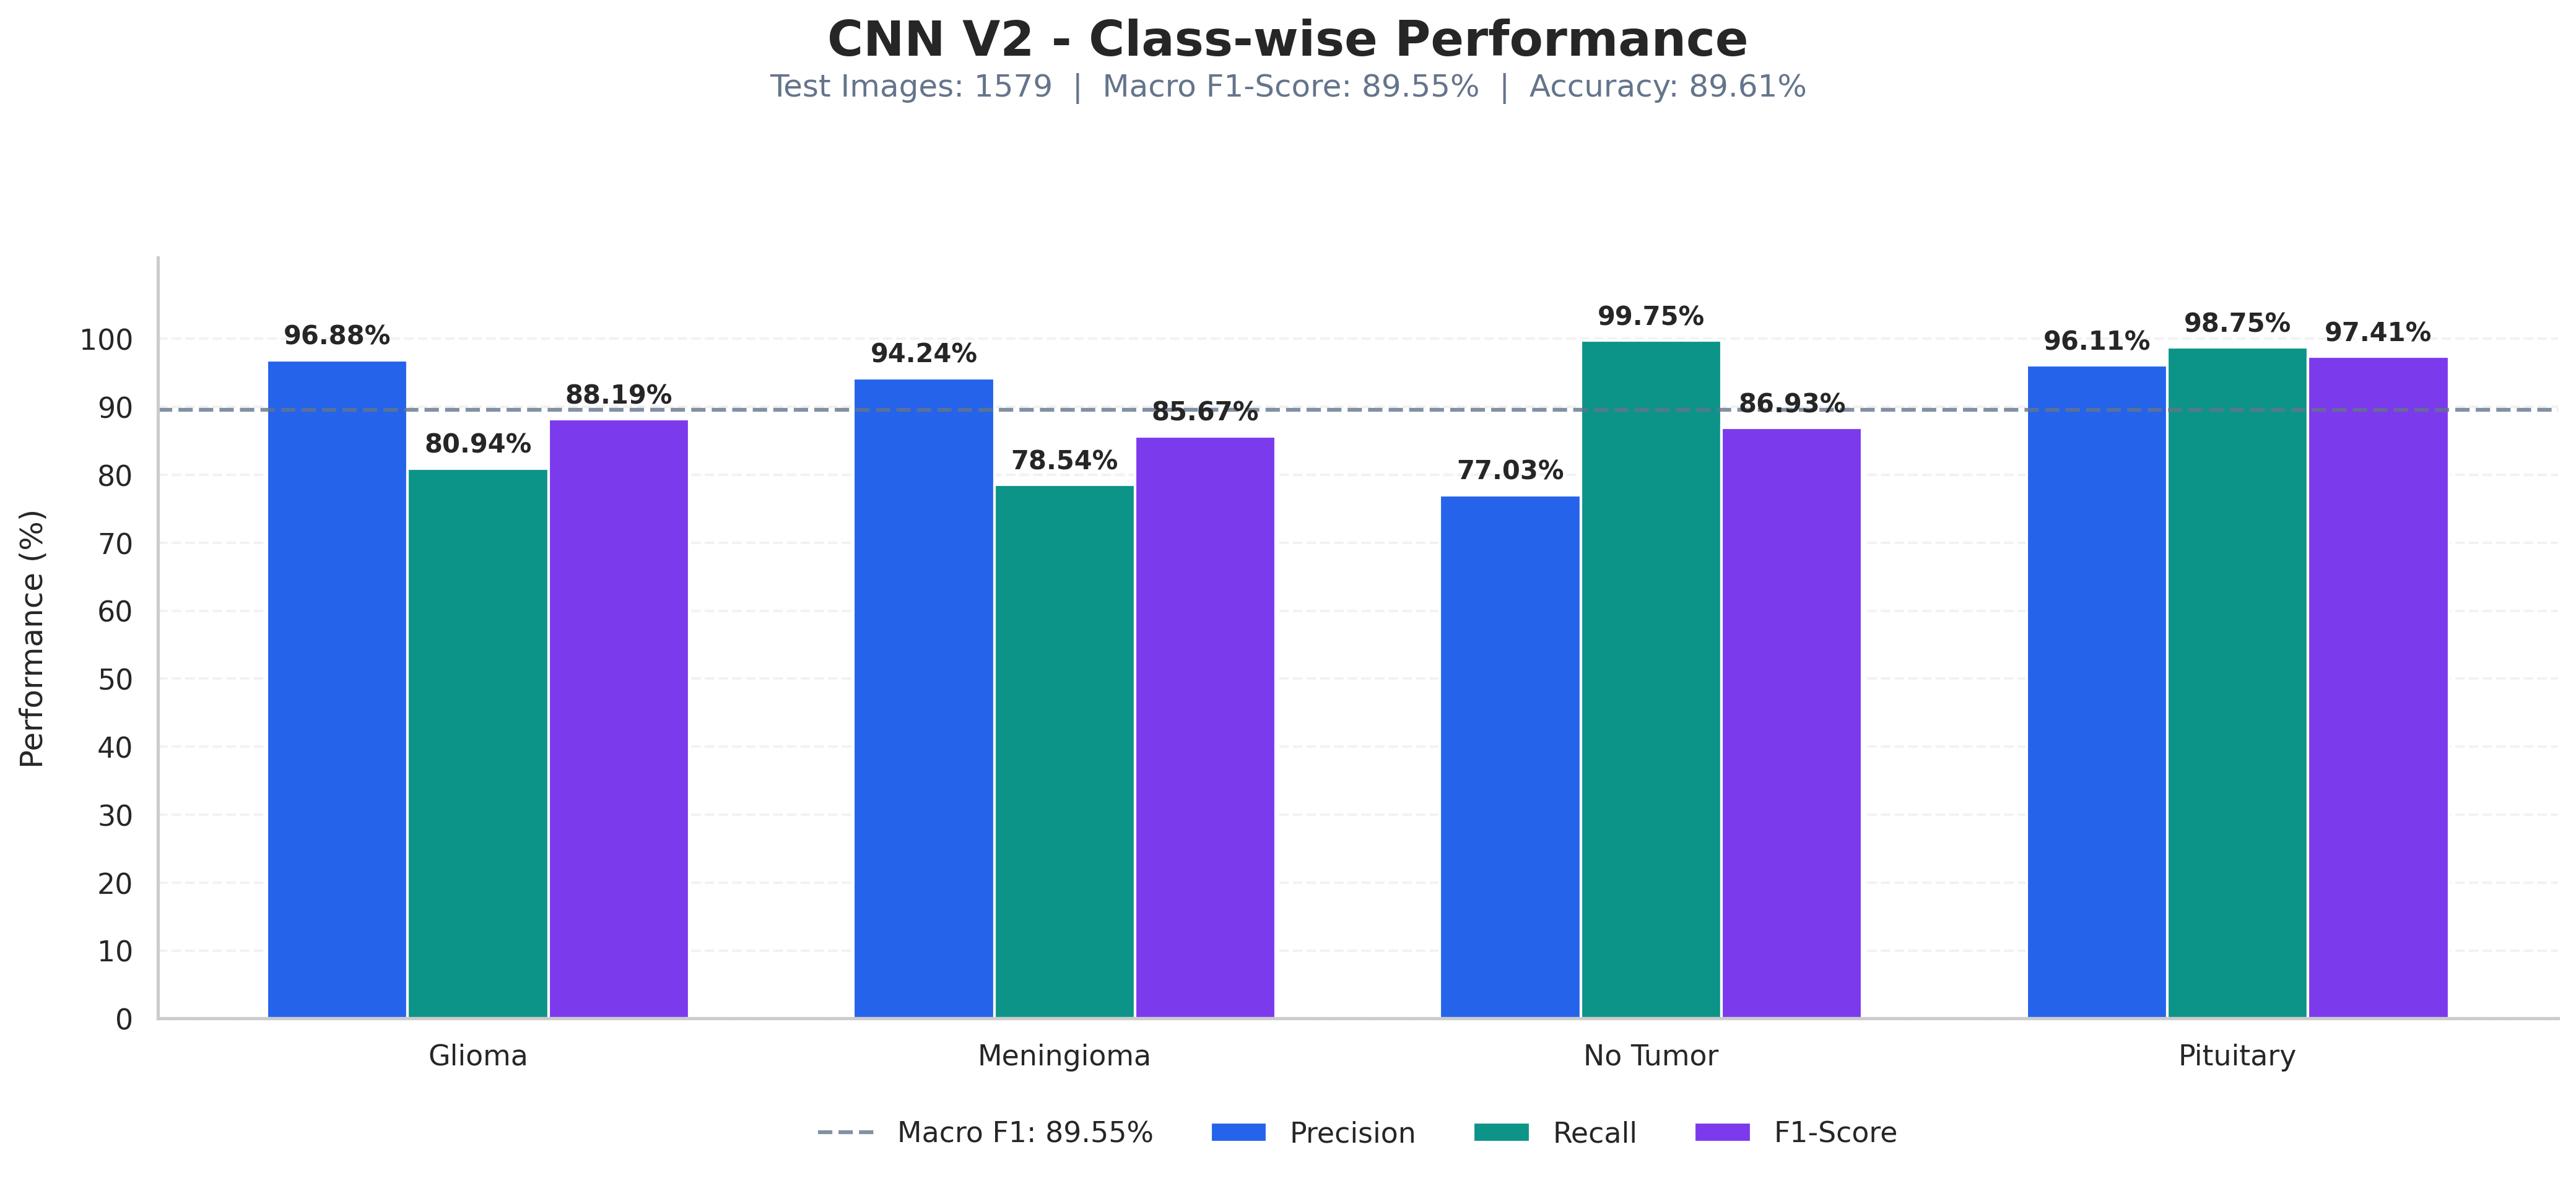 CNN V2 - Class-wise Performance
Test Images: 1579 | Macro F1-Score: 89.55% | Accuracy: 89.61%
Performance (%)
100
90
80
70
60
50
40
30
20
10
0
96.88%
80.94%
88.19%
94.24%
78.54%
85.67%
77.03%
99.75%
86.93%
96.11%
98.75%
97.41%
Glioma
Meningioma
No Tumor
Pituitary
Macro F1: 89.55%
Precision
Recall
F1-Score